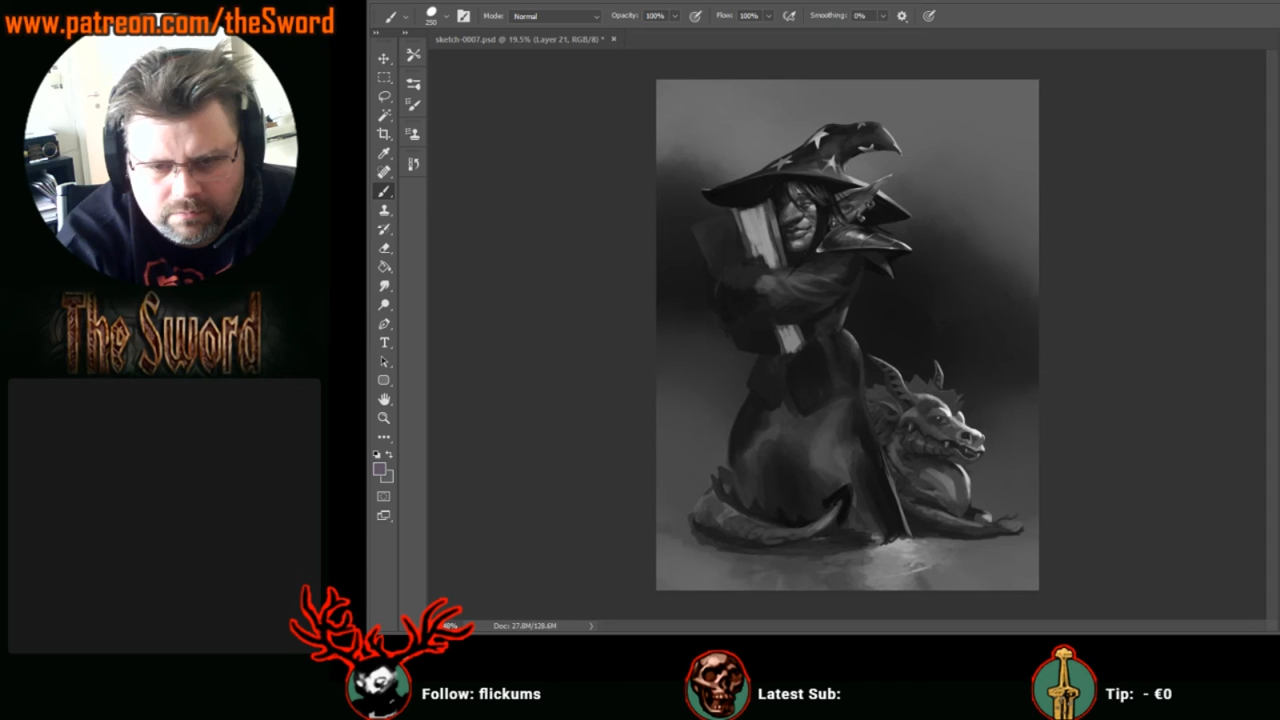 www.patreon.com/theSword
250
Mode: Normal
Opacity: 100%
Flow: 100%
Smoothing: 0%
sketch-0007.psd @ 19.5% (Layer 21, RGB/8) *
The Sword
Doc: 27.8M/128.6M
Follow: flickums
Latest Sub:
Tip: - €0